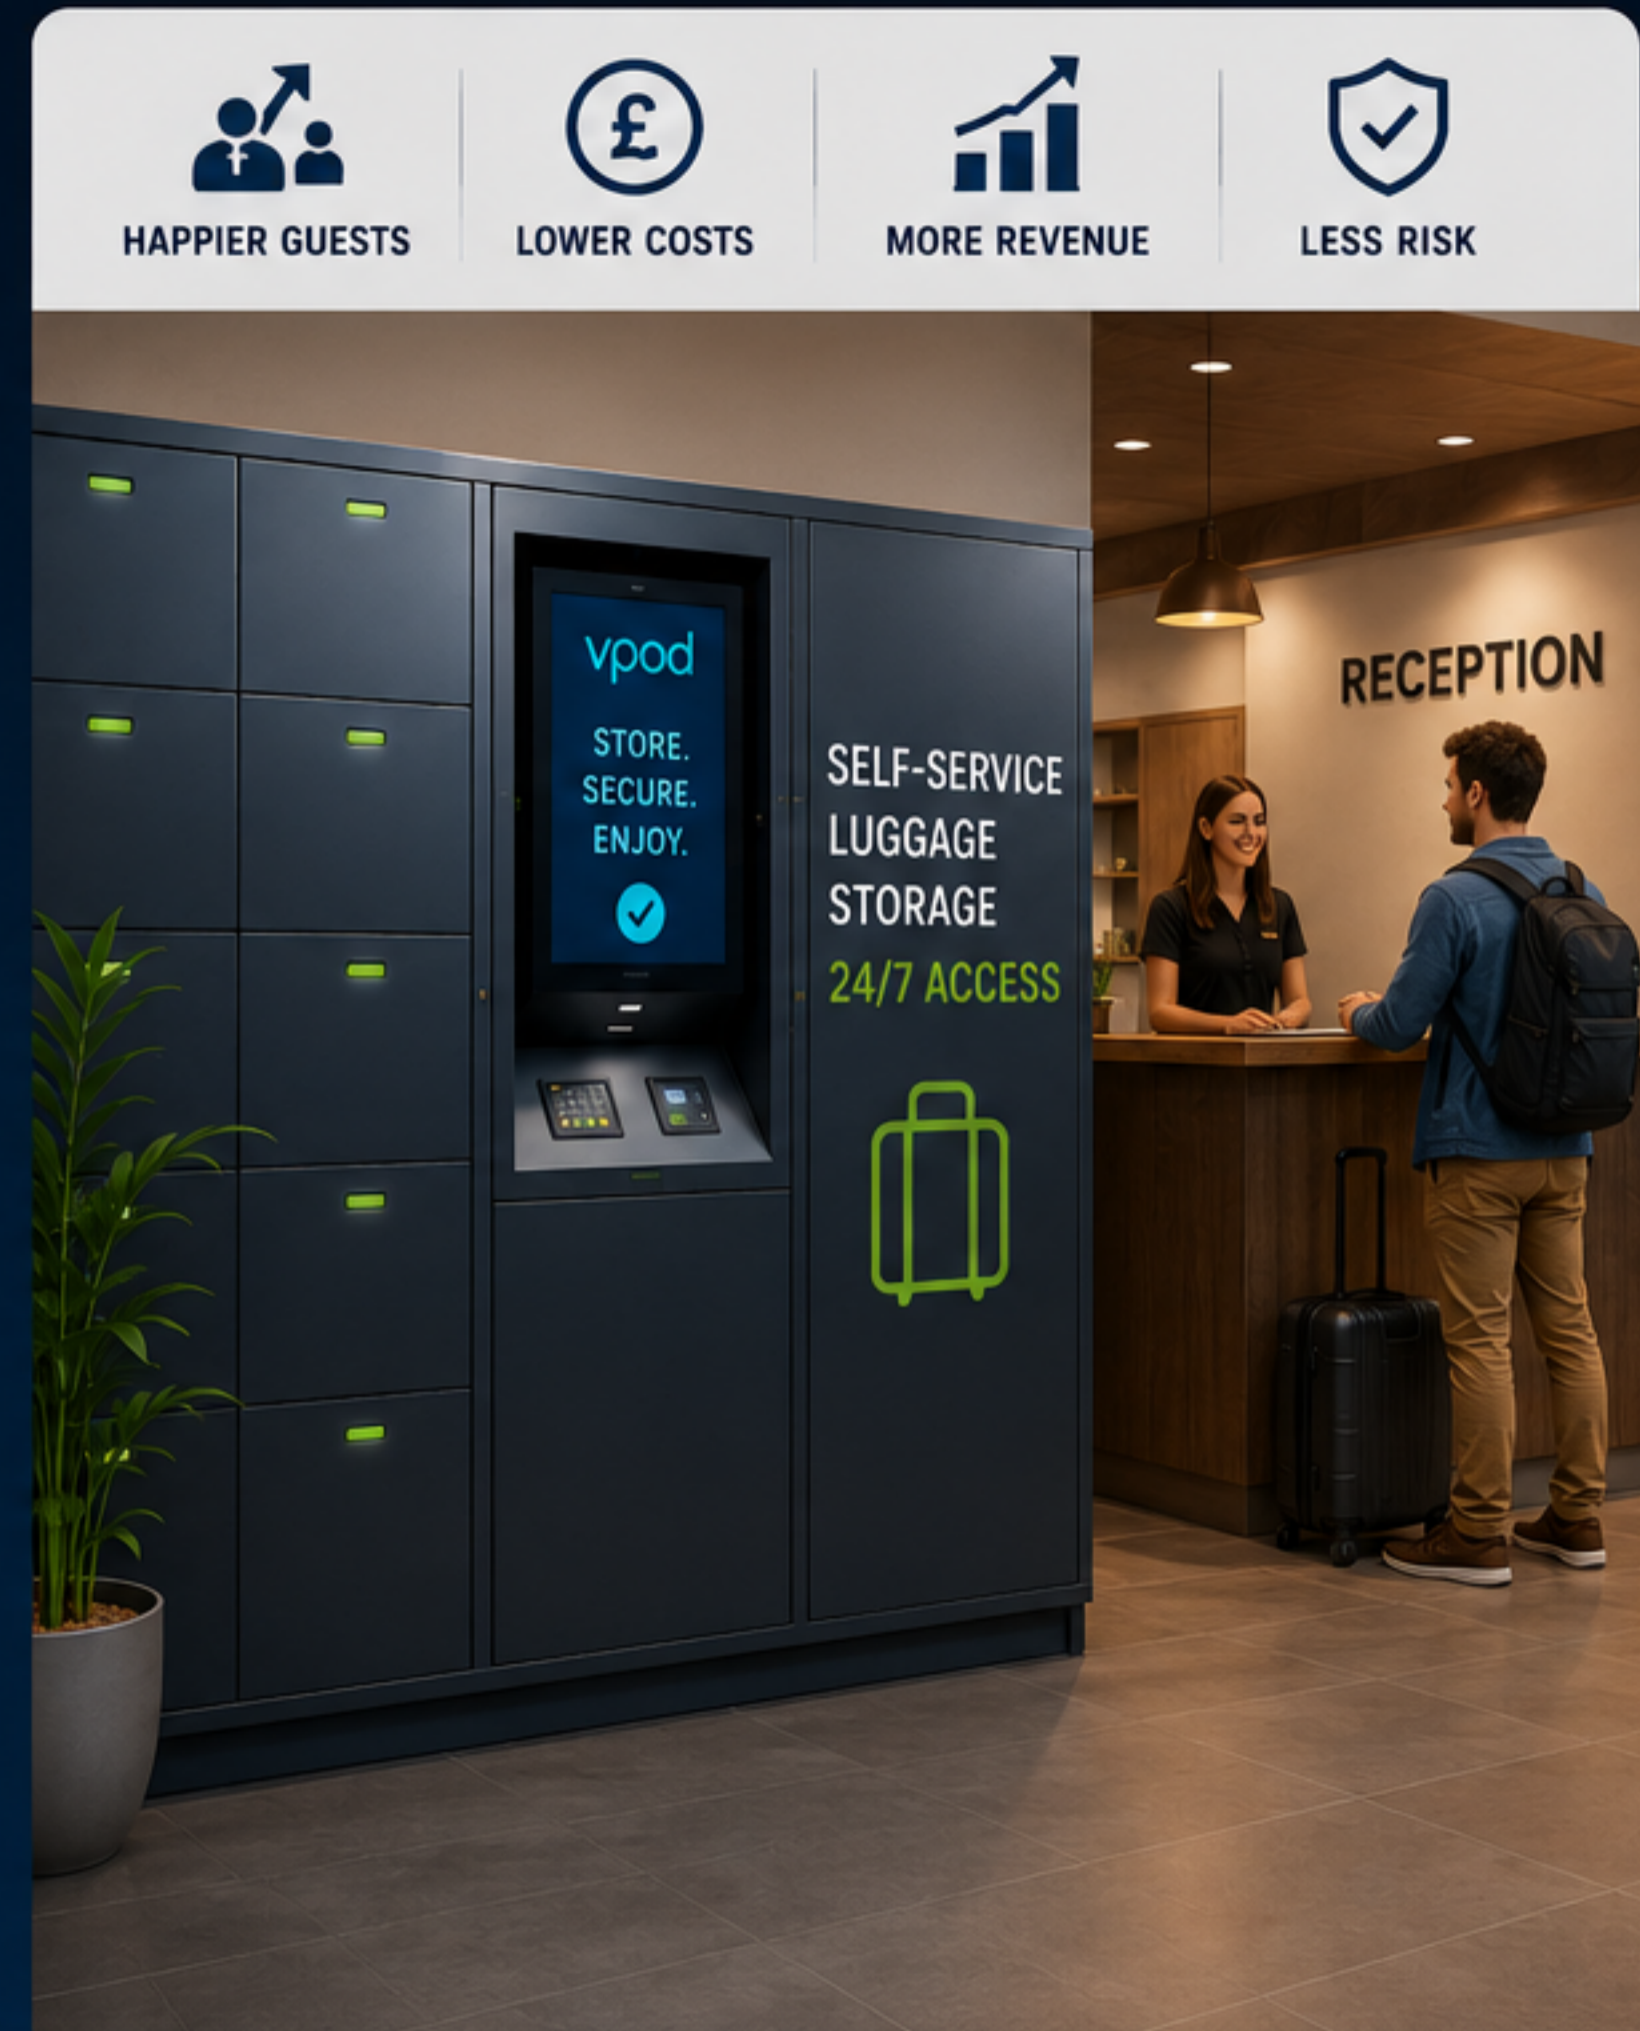 HAPPIER GUESTS
LOWER COSTS
MORE REVENUE
LESS RISK
vpod
STORE.
SECURE.
ENJOY.
SELF-SERVICE
LUGGAGE
STORAGE
24/7 ACCESS
RECEPTION